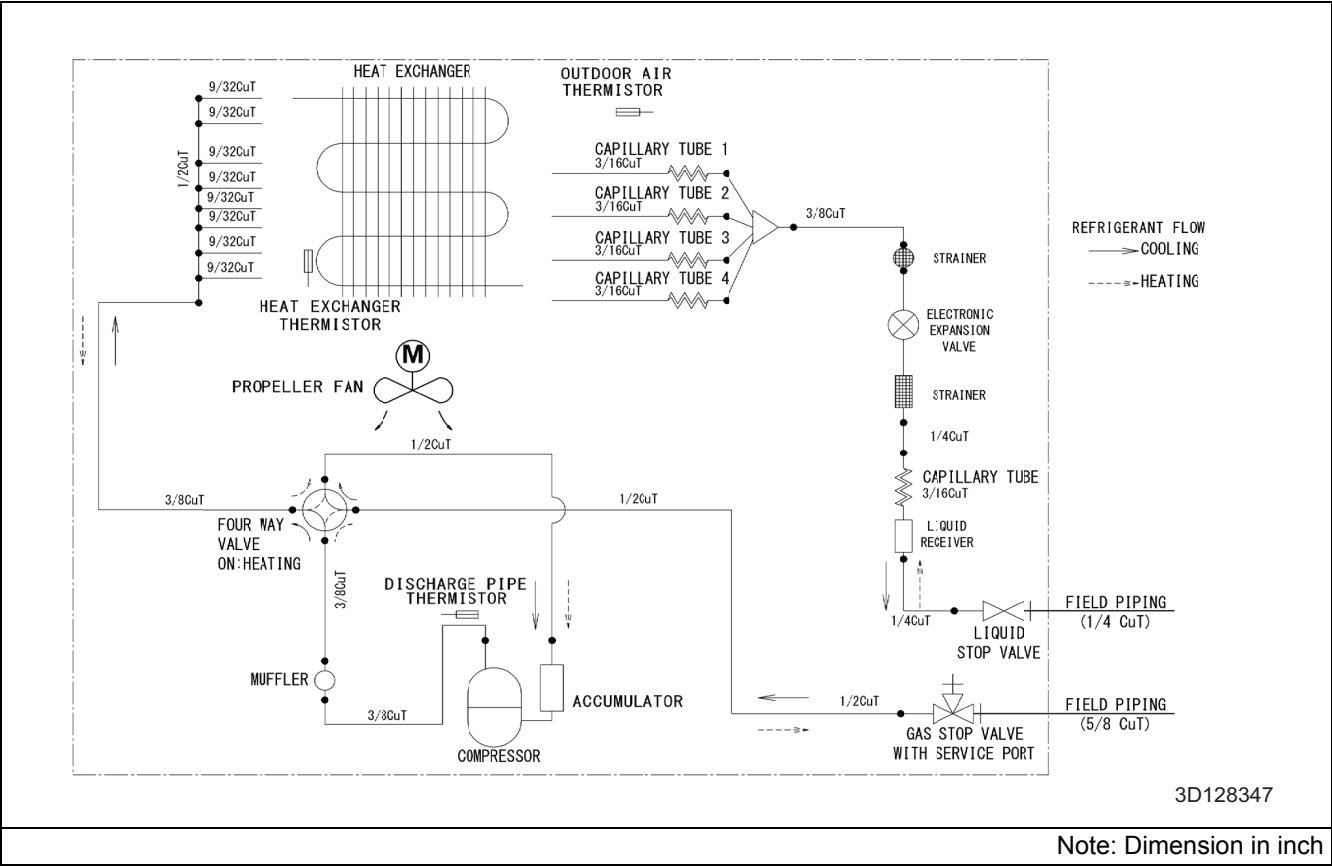 HEAT EXCHANGER
OUTDOOR AIR
THERMISTOR
9/32CuT
9/32CuT
9/32CuT
9/32CuT
9/32CuT
9/32CuT
9/32CuT
9/32CuT
1/2CuT
CAPILLARY TUBE 1
3/16CuT
CAPILLARY TUBE 2
3/16CuT
CAPILLARY TUBE 3
3/16CuT
CAPILLARY TUBE 4
3/16CuT
3/8CuT
REFRIGERANT FLOW
COOLING
HEATING
STRAINER
ELECTRONIC
EXPANSION
VALVE
STRAINER
1/4CuT
CAPILLARY TUBE
3/16CuT
LIQUID
RECEIVER
HEAT EXCHANGER
THERMISTOR
M
PROPELLER FAN
1/2CuT
3/8CuT
1/2CuT
FOUR WAY
VALVE
ON:HEATING
3/8CuT
DISCHARGE PIPE
THERMISTOR
MUFFLER
3/8CuT
COMPRESSOR
ACCUMULATOR
1/4CuT
LIQUID
STOP VALVE
FIELD PIPING
(1/4 CuT)
1/2CuT
GAS STOP VALVE
WITH SERVICE PORT
FIELD PIPING
(5/8 CuT)
3D128347
Note: Dimension in inch